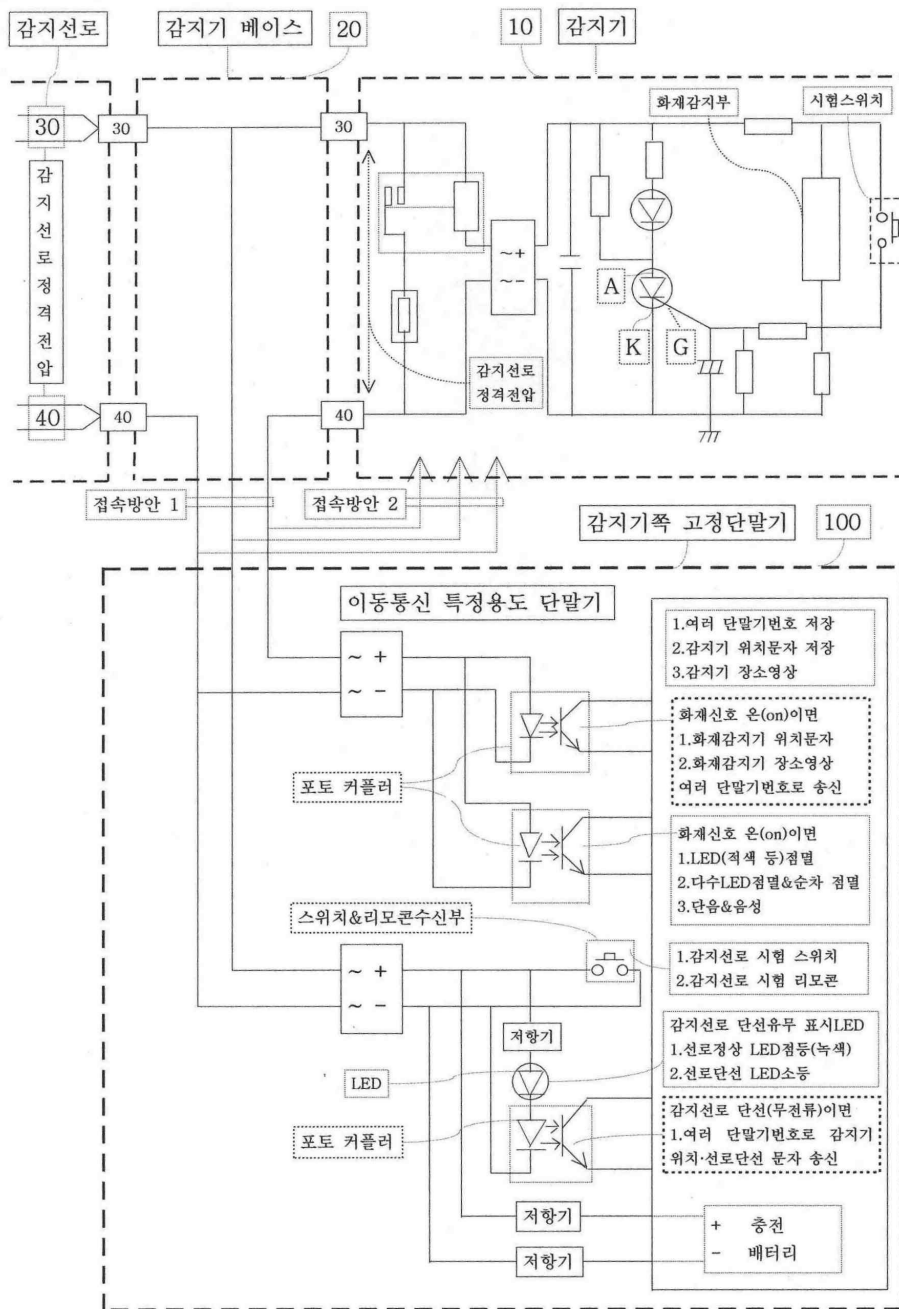 감지선로
감지기 베이스
20
10
감지기
30
30
30
화재감지부
시험스위치
감지선로정격전압
~+
~-
A
K
G
감지선로
정격전압
40
40
40
접속방안 1
접속방안 2
감지기쪽 고정단말기
100
이동통신 특정용도 단말기
~ +
~ -
1.여러 단말기번호 저장
2.감지기 위치문자 저장
3.감지기 장소영상
화재신호 온(on)이면
1.화재감지기 위치문자
2.화재감지기 장소영상
여러 단말기번호로 송신
포토 커플러
화재신호 온(on)이면
1.LED(적색 등)점멸
2.다수LED점멸&순차 점멸
3.단음&음성
스위치&리모콘수신부
~ +
~ -
1.감지선로 시험 스위치
2.감지선로 시험 리모콘
저항기
감지선로 단선유무 표시LED
1.선로정상 LED점등(녹색)
2.선로단선 LED소등
LED
포토 커플러
감지선로 단선(무전류)이면
1.여러 단말기번호로 감지기
위치·선로단선 문자 송신
저항기
+ 충전
- 배터리
저항기